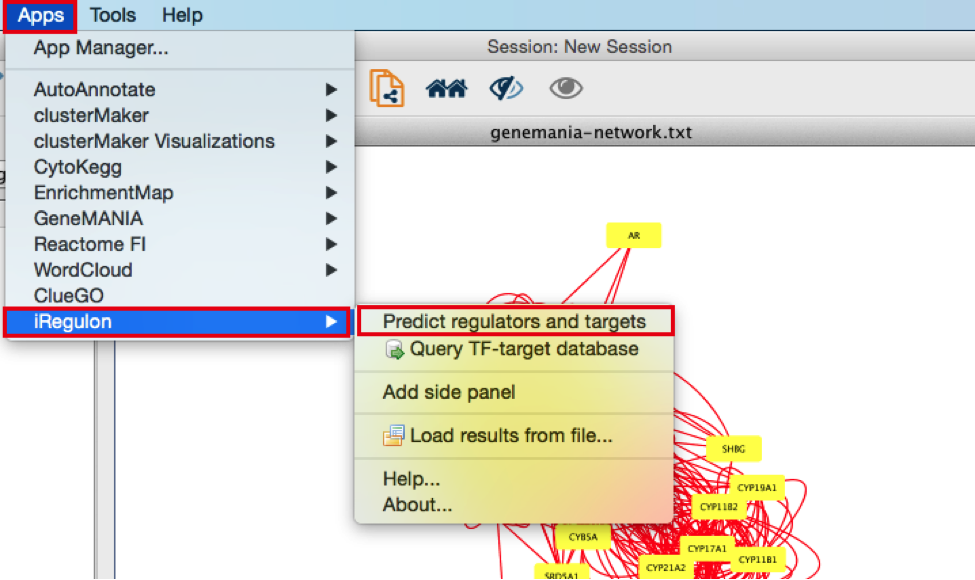 Apps Tools Help
App Manager...
Session: New Session
AutoAnnotate
clusterMaker
clusterMaker Visualizations
CytoKegg
EnrichmentMap
GeneMANIA
Reactome FI
WordCloud
ClueGO
iRegulon
genemania-network.txt
AR
Predict regulators and targets
Query TF-target database
Add side panel
Load results from file...
Help...
About...
SHBG
CYP19A1
CYP11B2
CYB5A
CYP17A1
CYP11B1
CYP21A2
SRD5A1